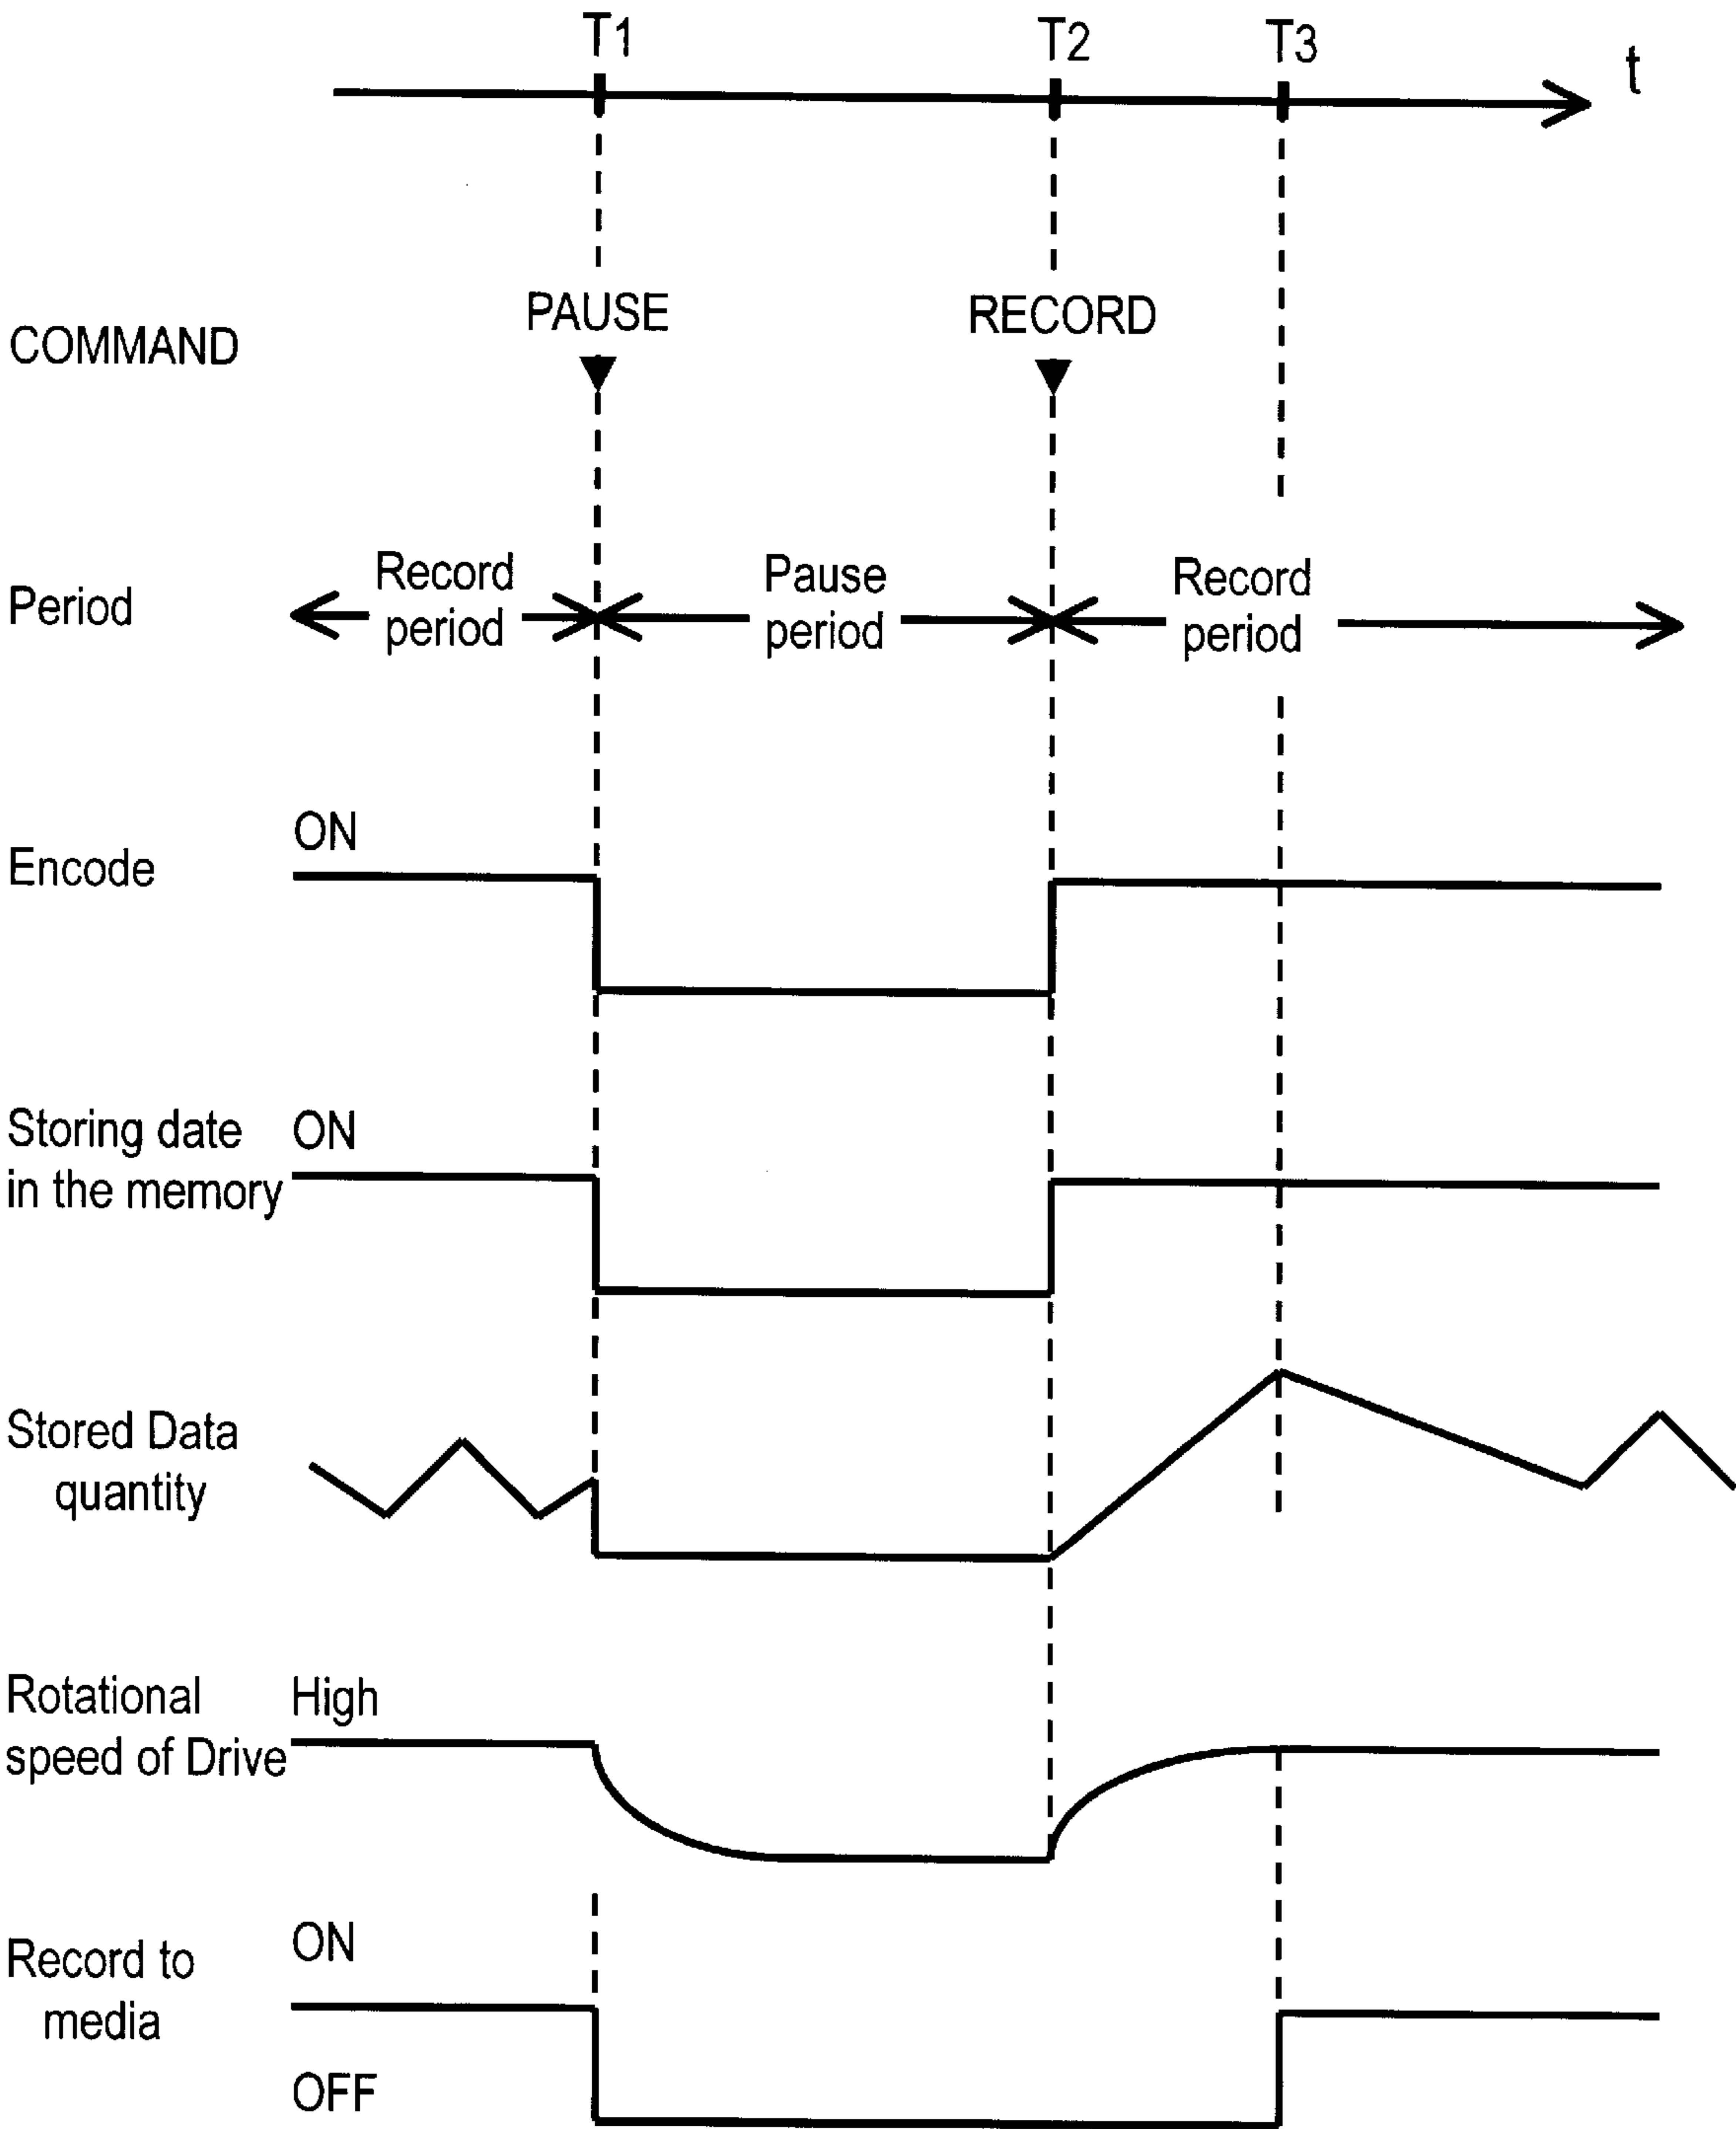 T1
T2
T3
t
COMMAND
PAUSE
RECORD
Period
Record
period
Pause
period
Record
period
Encode
ON
Storing date
in the memory
ON
Stored Data
quantity
Rotational
speed of Drive
High
Record to
media
ON
OFF